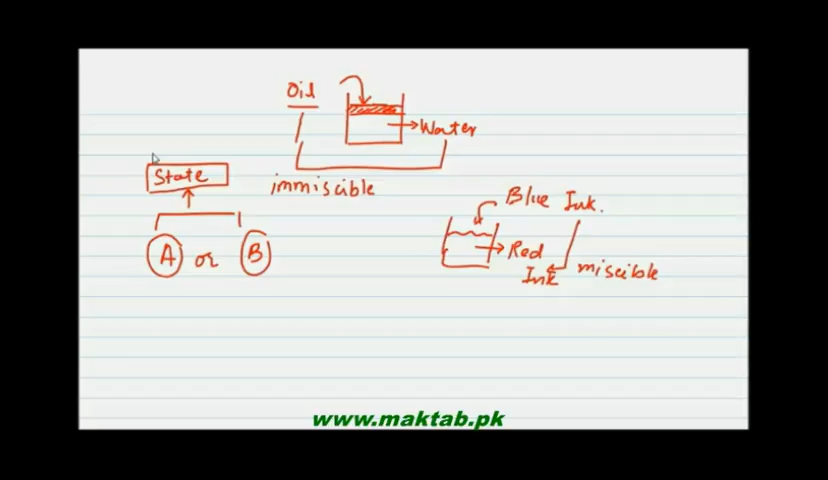 Oil
Water
immiscible
State
A or B
Blue Ink.
Red
Ink
miscible
www.maktab.pk